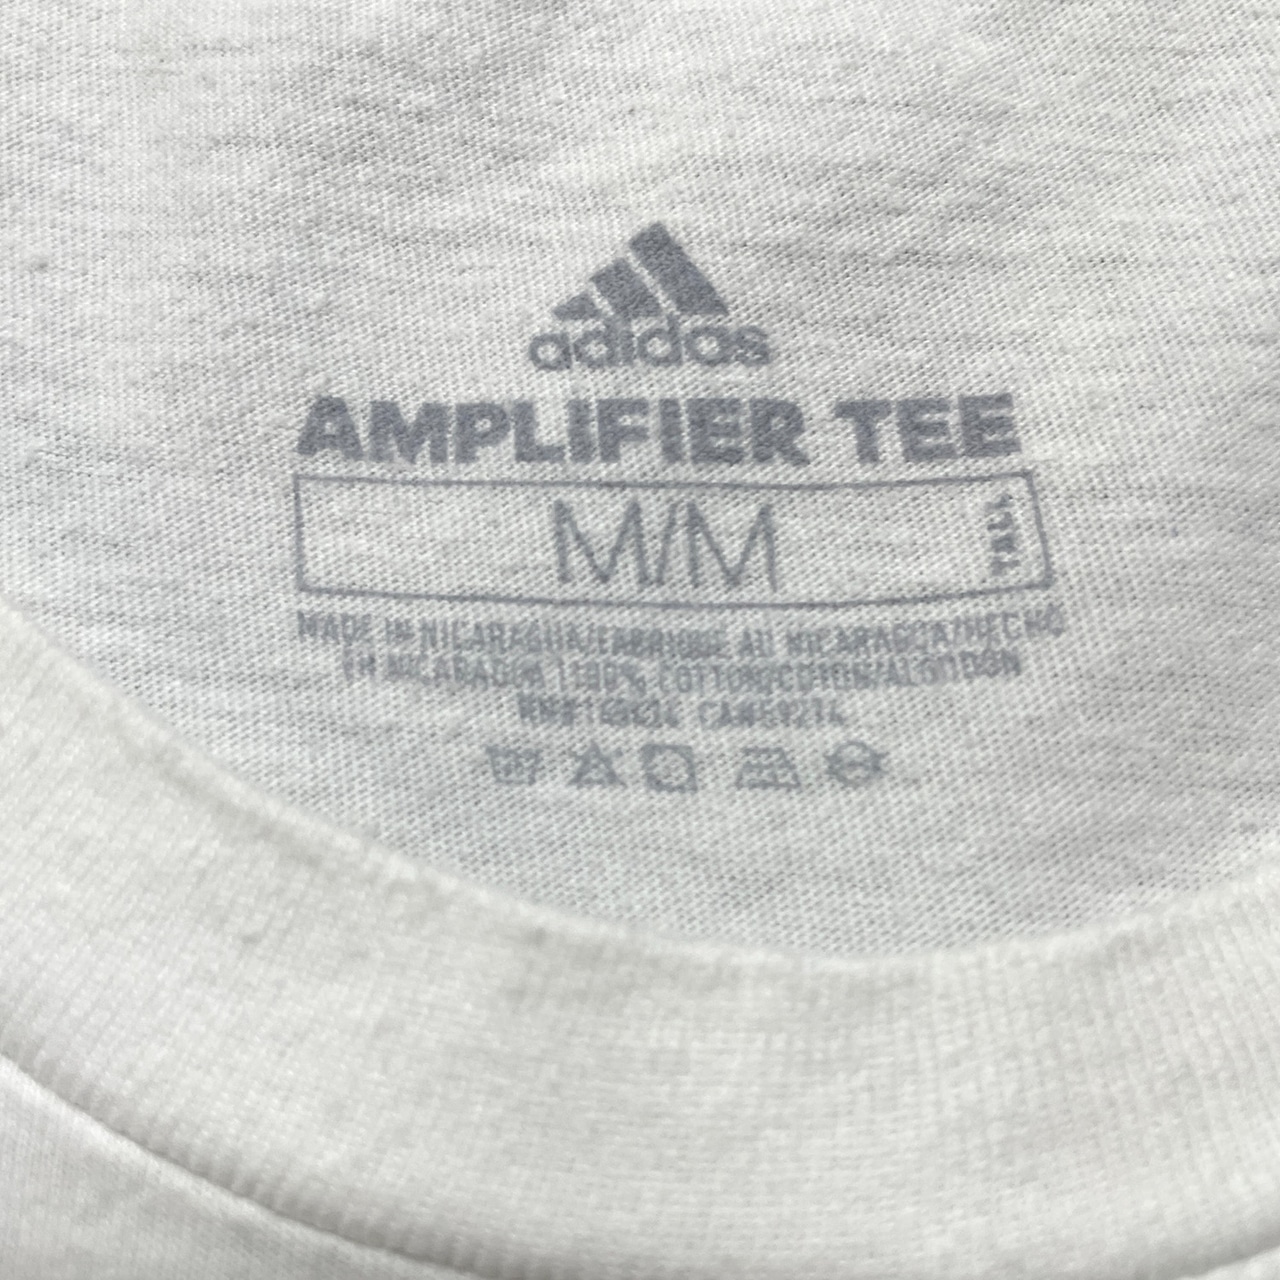 adidas
AMPLIFIER TEE
M/M
TALL
MADE IN NICARAGUA/FABRIQUE AU NICARAGUA/HECHO
EN NICARAGUA 100% COTTON/COTON/ALGODON